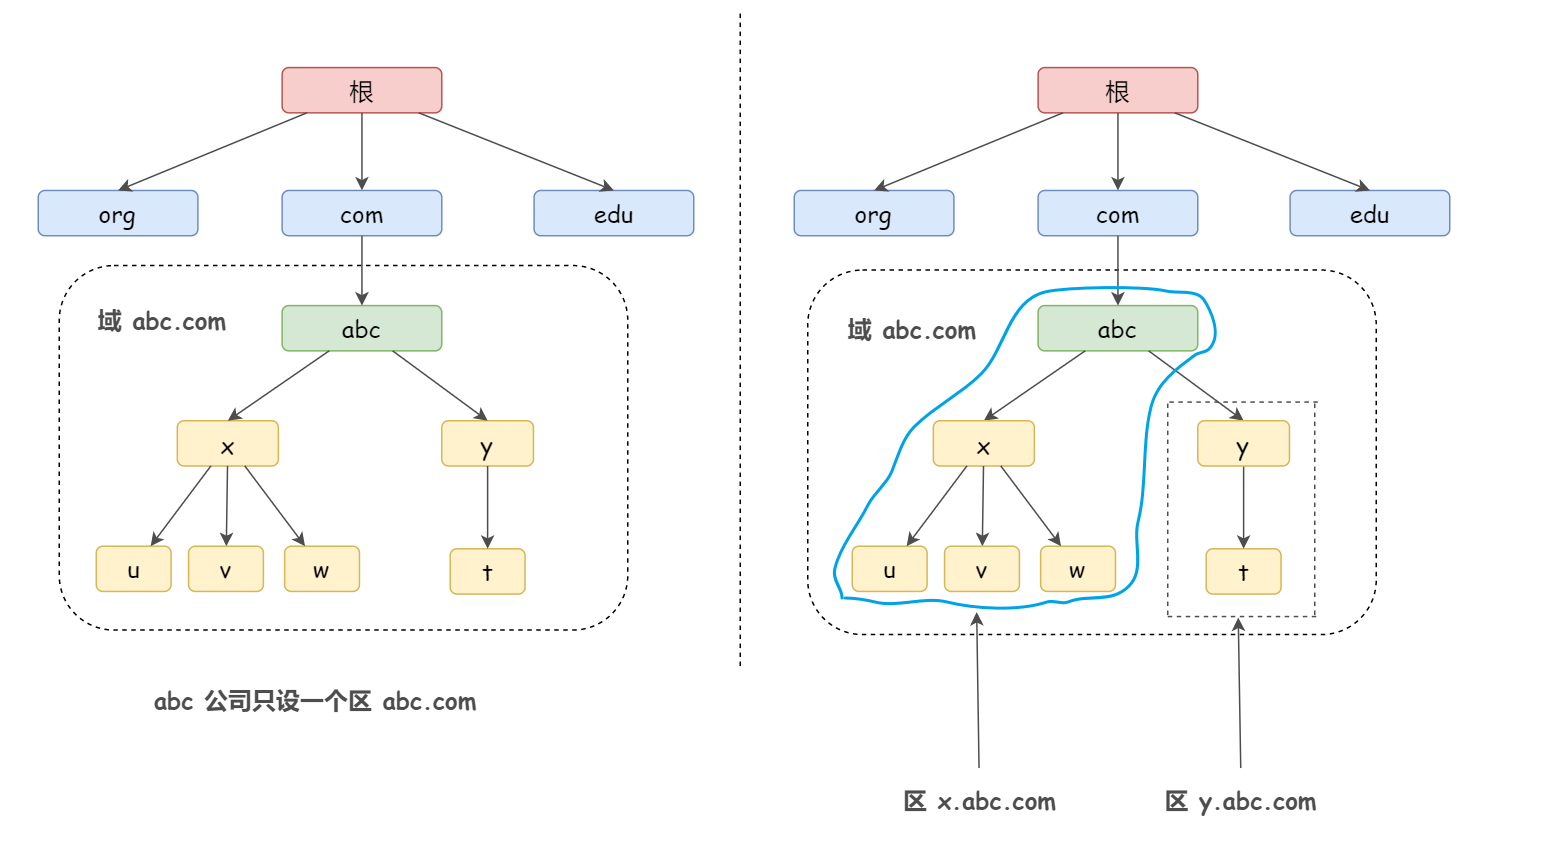 根
org
com
edu
域 abc.com
abc
x
y
u
v
w
t
abc 公司只设一个区 abc.com
根
org
com
edu
域 abc.com
abc
x
y
u
v
w
t
区 x.abc.com
区 y.abc.com